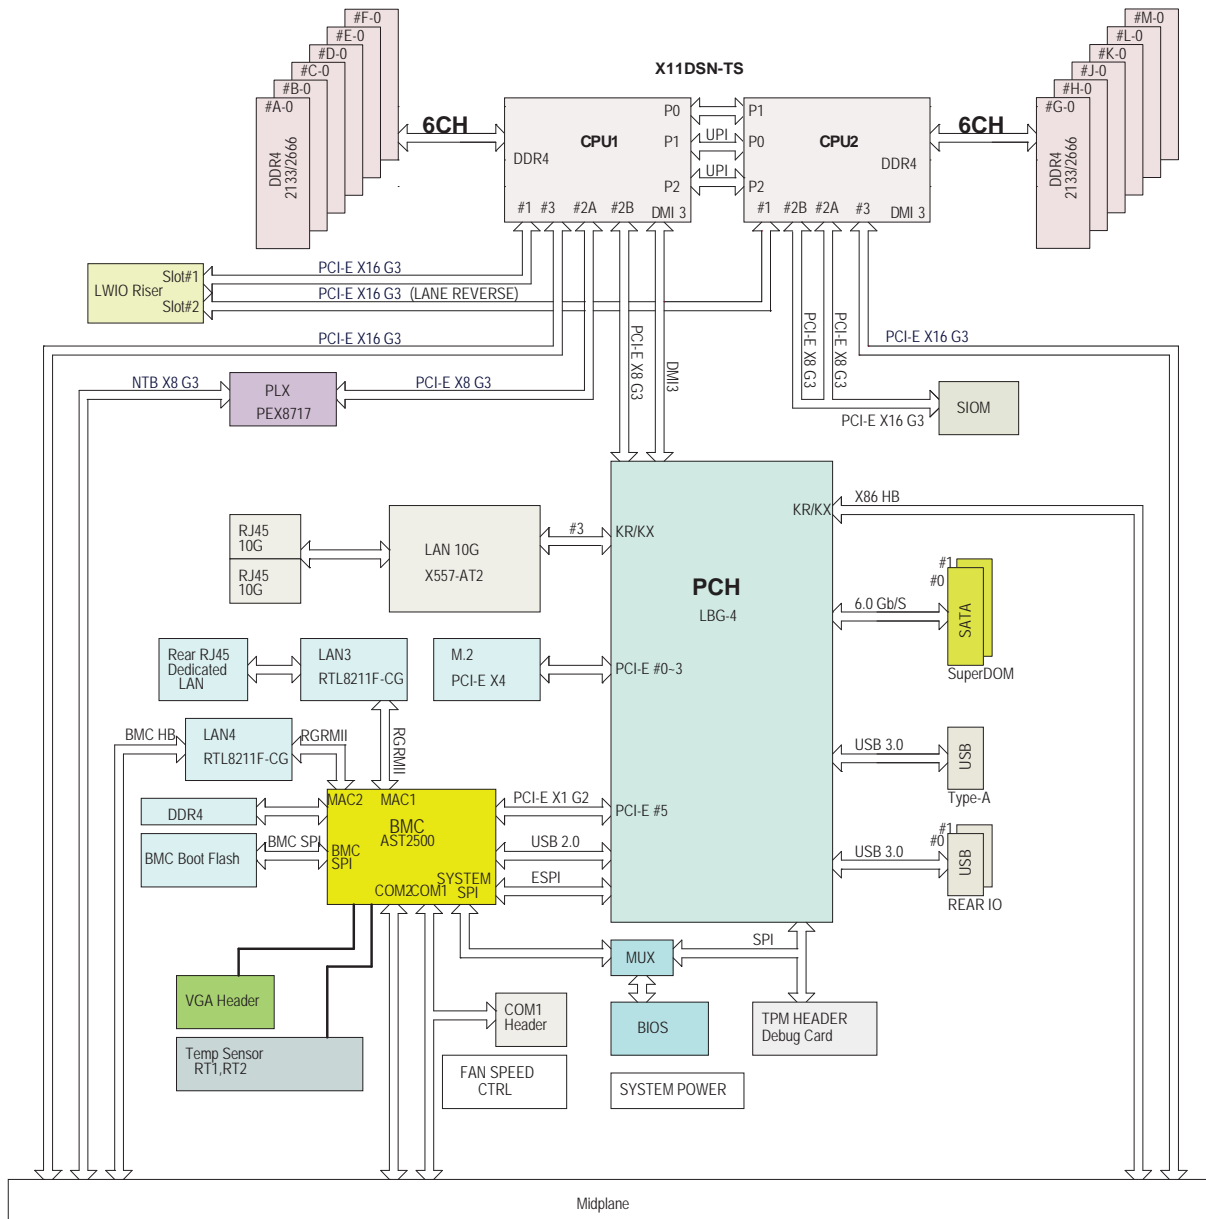 X11DSN-TS
#F-0
#E-0
#D-0
#C-0
#B-0
#A-0
DDR4
2133/2666
6CH
CPU1
DDR4
P0
P1
P2
#1
#3
#2A
#2B
DMI 3
UPI
UPI
P1
P0
P2
CPU2
DDR4
#1
#2B
#2A
#3
DMI 3
6CH
#M-0
#L-0
#K-0
#J-0
#H-0
#G-0
DDR4
2133/2666
LWIO Riser
Slot#1
Slot#2
PCI-E X16 G3
PCI-E X16 G3 (LANE REVERSE)
PCI-E X16 G3
PCI-E X16 G3
NTB X8 G3
PLX
PEX8717
PCI-E X8 G3
PCI-E X8 G3
DMI3
PCI-E X8 G3
PCI-E X8 G3
PCI-E X16 G3
SIOM
RJ45
10G
RJ45
10G
LAN 10G
X557-AT2
#3
KR/KX
PCH
LBG-4
KR/KX
X86 HB
6.0 Gb/S
#1
#0
SATA
SuperDOM
Rear RJ45
Dedicated
LAN
LAN3
RTL8211F-CG
M.2
PCI-E X4
PCI-E #0~3
BMC HB
LAN4
RTL8211F-CG
RGRMII
RGRMII
USB 3.0
USB
Type-A
DDR4
MAC2
MAC1
BMC
AST2500
PCI-E X1 G2
PCI-E #5
BMC Boot Flash
BMC SPI
BMC
SPI
USB 2.0
USB 3.0
#1
#0
USB
REAR IO
COM2
COM1
SYSTEM
SPI
ESPI
SPI
MUX
VGA Header
COM1
Header
BIOS
TPM HEADER
Debug Card
Temp Sensor
RT1,RT2
FAN SPEED
CTRL
SYSTEM POWER
Midplane